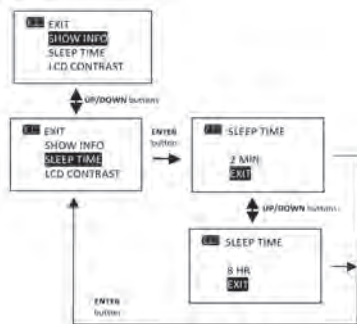 EXIT
SHOW INFO
SLEEP TIME
LCD CONTRAST
UP/DOWN buttons
EXIT
SHOW INFO
SLEEP TIME
LCD CONTRAST
ENTER
button
SLEEP TIME
2 MIN
EXIT
UP/DOWN buttons
SLEEP TIME
8 HR
EXIT
ENTER
button